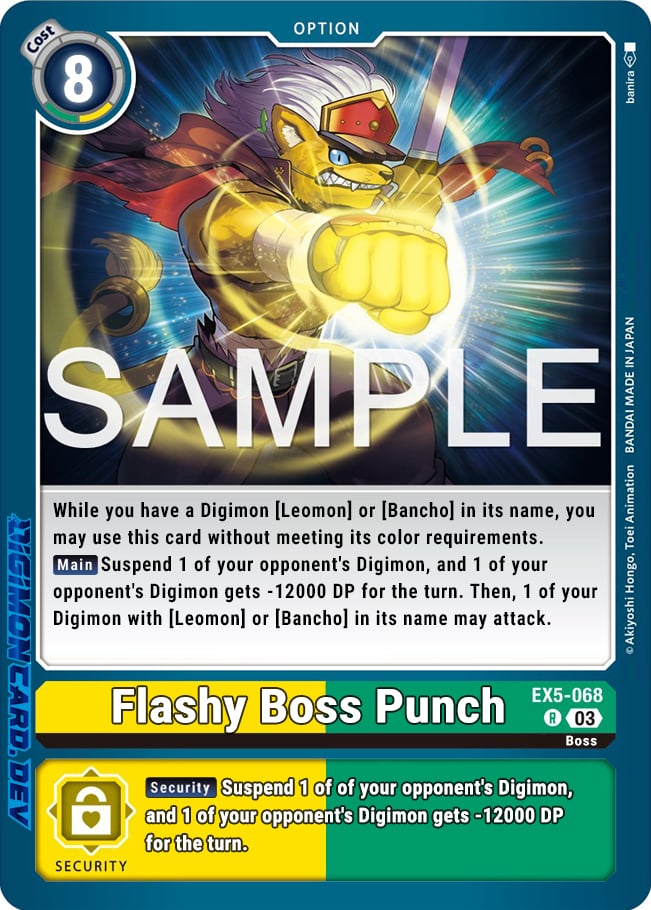 OPTION
Cost
8
banira
SAMPLE
While you have a Digimon [Leomon] or [Bancho] in its name, you
may use this card without meeting its color requirements.
Main Suspend 1 of your opponent's Digimon, and 1 of your
opponent's Digimon gets -12000 DP for the turn. Then, 1 of your
Digimon with [Leomon] or [Bancho] in its name may attack.
© Akiyoshi Hongo, Toei Animation BANDAI MADE IN JAPAN
DIGIMONCARD.DEV
Flashy Boss Punch
EX5-068
R 03
Boss
Security Suspend 1 of of your opponent's Digimon,
and 1 of your opponent's Digimon gets -12000 DP
for the turn.
SECURITY